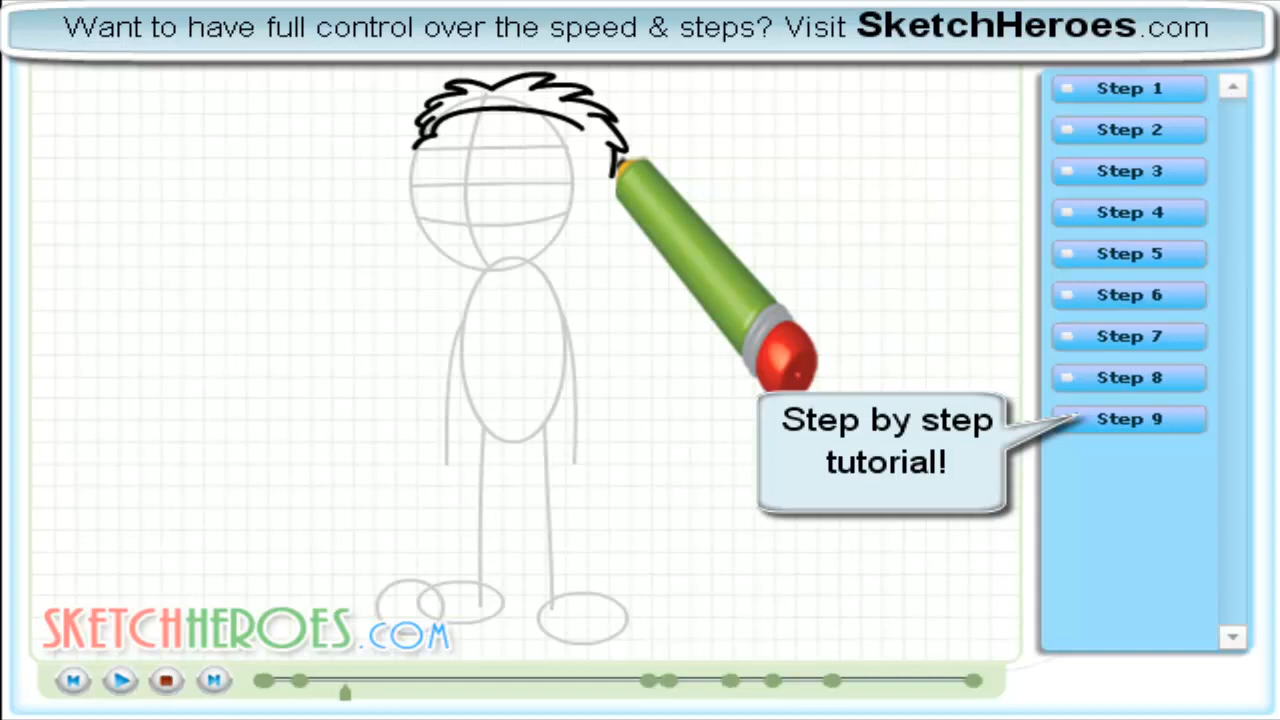 Want to have full control over the speed & steps? Visit SketchHeroes.com
Step 1
Step 2
Step 3
Step 4
Step 5
Step 6
Step 7
Step 8
Step 9
Step by step
tutorial!
SKETCHHEROES.COM